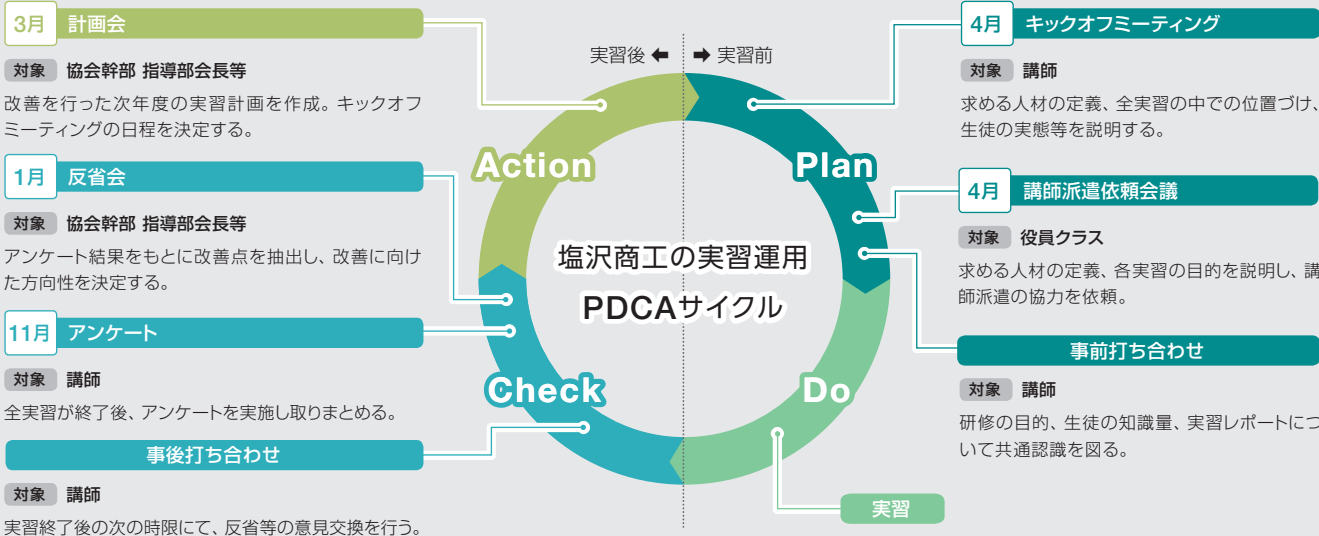 3月 計画会
対象 協会幹部 指導部会長等
改善を行った次年度の実習計画を作成。キックオフ
ミーティングの日程を決定する。
1月 反省会
対象 協会幹部 指導部会長等
アンケート結果をもとに改善点を抽出し、改善に向け
た方向性を決定する。
11月 アンケート
対象 講師
全実習が終了後、アンケートを実施し取りまとめる。
事後打ち合わせ
対象 講師
実習終了後の次の時限にて、反省等の意見交換を行う。
実習後 ← → 実習前
Action
Plan
塩沢商工の実習運用
PDCAサイクル
Check
Do
実習
4月 キックオフミーティング
対象 講師
求める人材の定義、全実習の中での位置づけ、
生徒の実態等を説明する。
4月 講師派遣依頼会議
対象 役員クラス
求める人材の定義、各実習の目的を説明し、講
師派遣の協力を依頼。
事前打ち合わせ
対象 講師
研修の目的、生徒の知識量、実習レポートにつ
いて共通認識を図る。